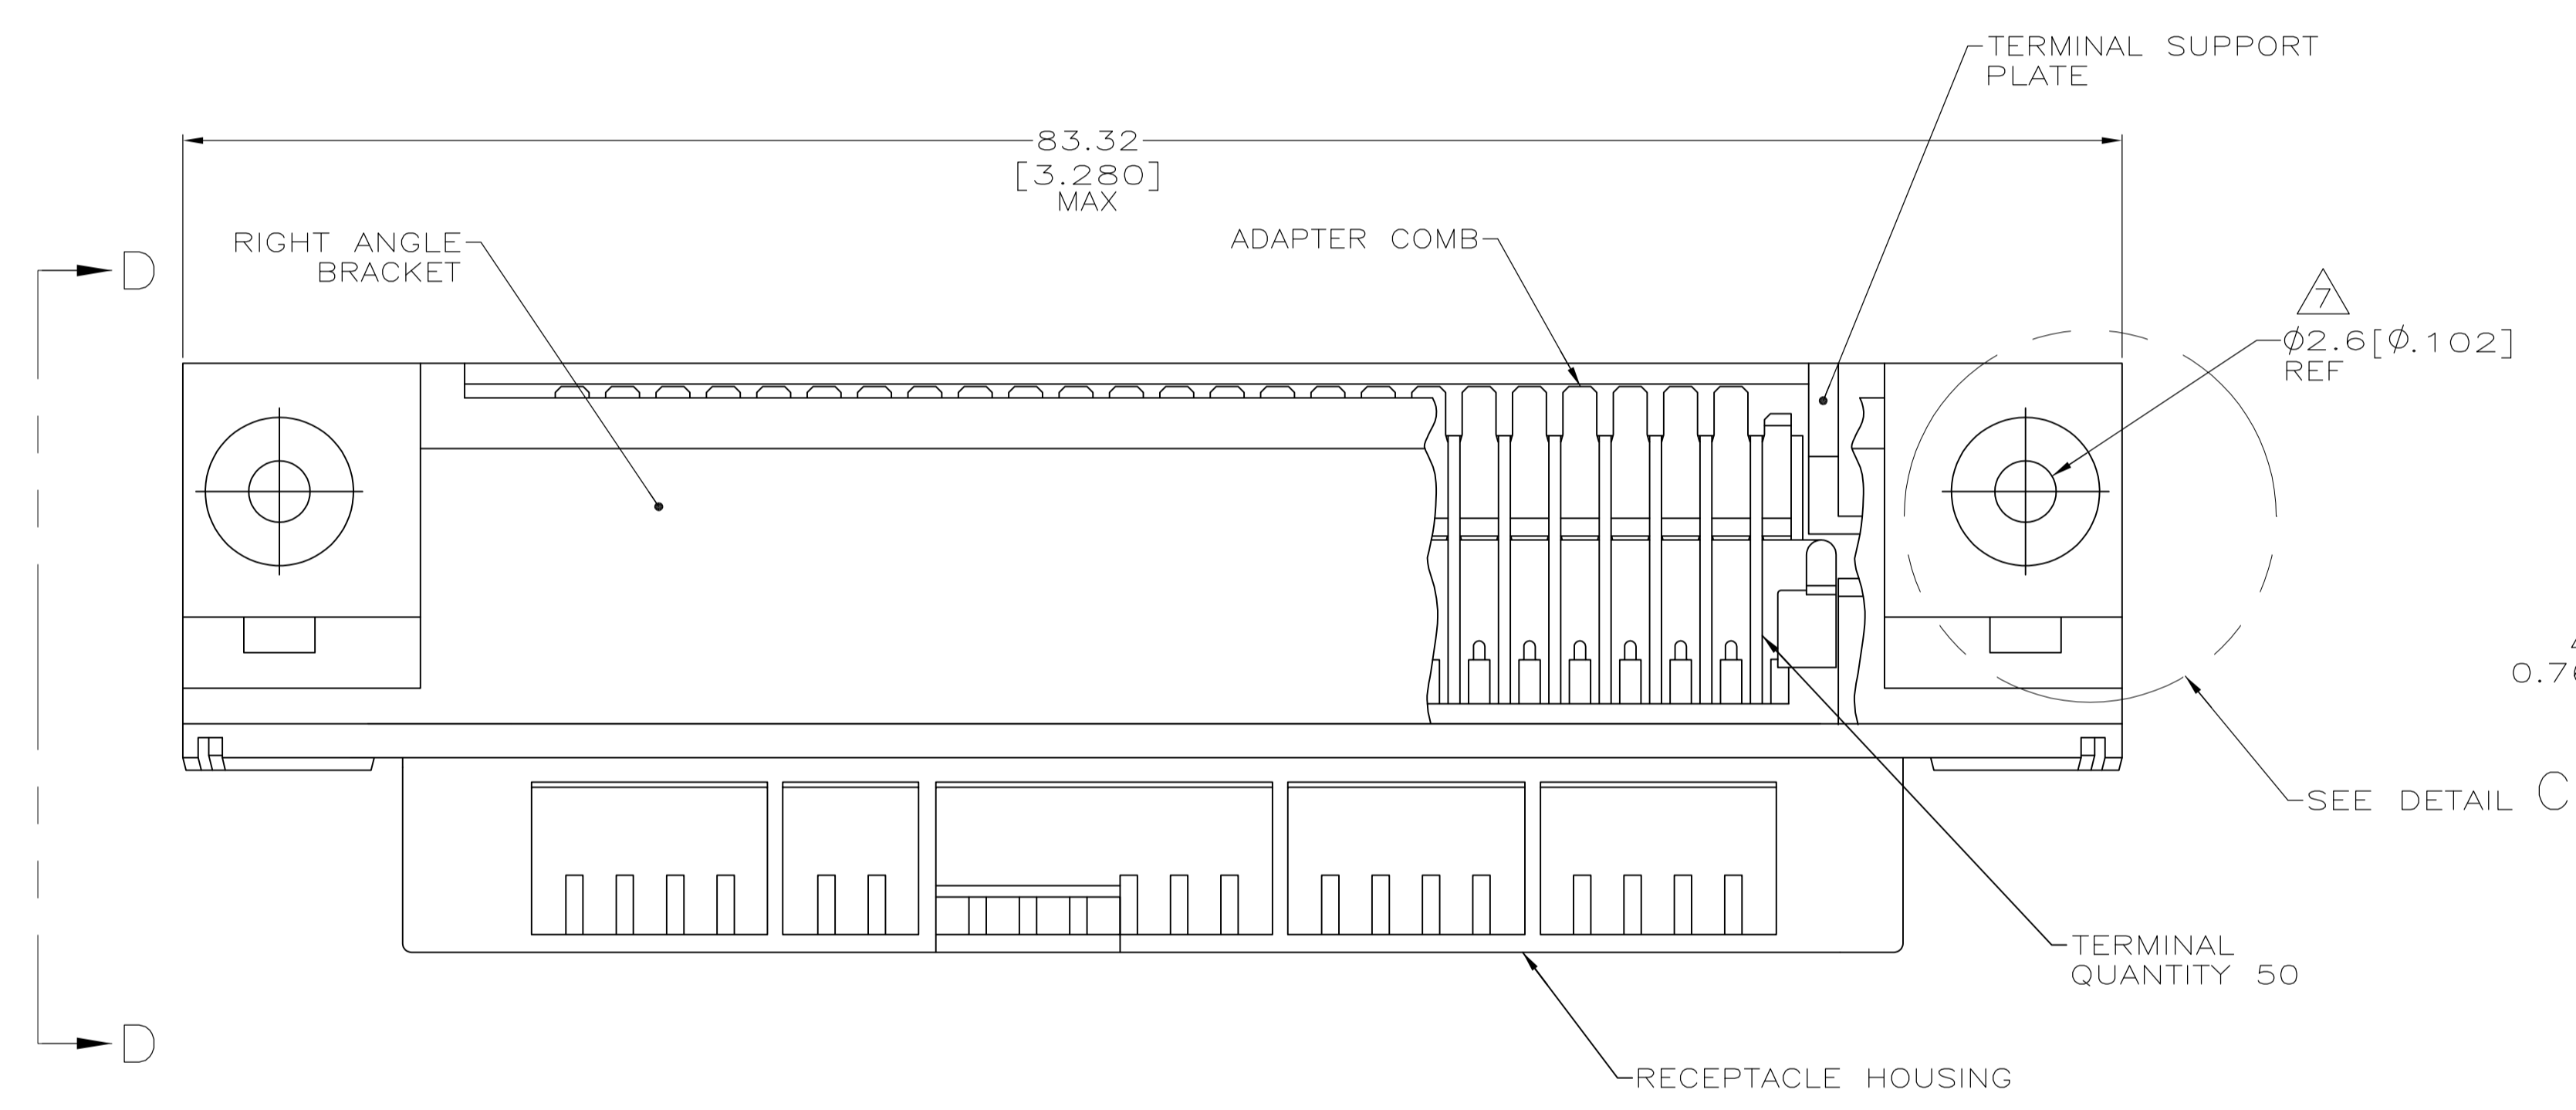 TERMINAL SUPPORT
PLATE
83.32
[3.280]
MAX
RIGHT ANGLE
BRACKET
ADAPTER COMB
D
7
⌀2.6[⌀.102]
REF
SEE DETAIL C
TERMINAL
QUANTITY 50
D
RECEPTACLE HOUSING